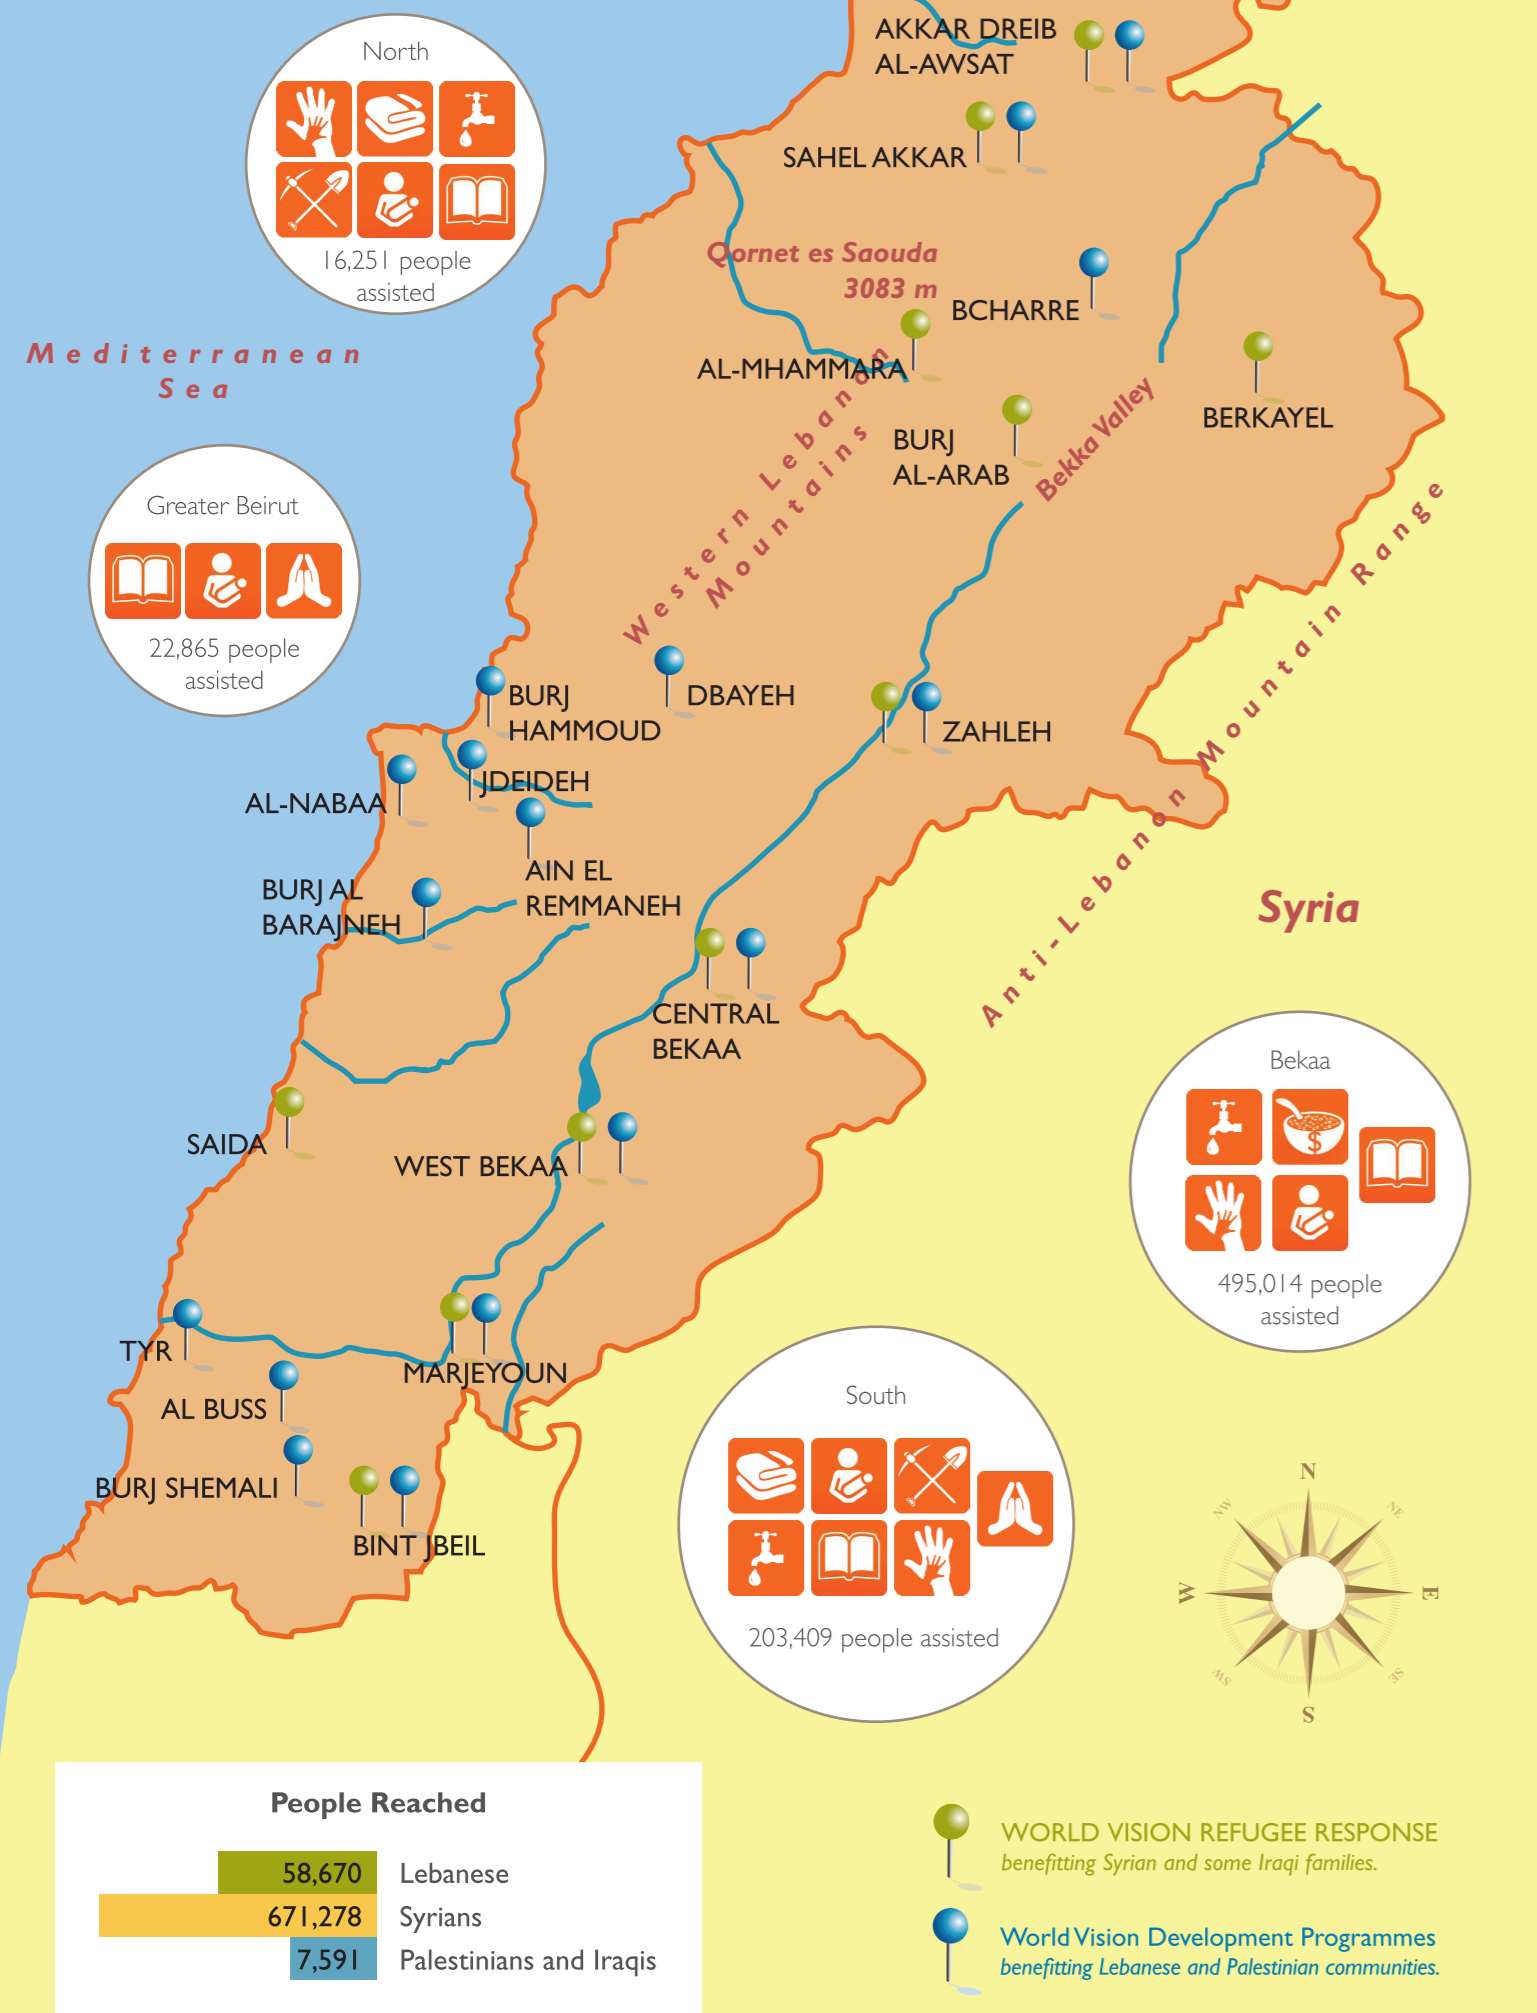 North
16,251 people
assisted
AKKAR DREIB
AL-AWSAT
SAHEL AKKAR
Qornet es Saouda
3083 m
BCHARRE
Mediterranean
Sea
AL-MHAMMARA
BERKAYEL
BURJ
AL-ARAB
Bekka Valley
Western Lebanon
Mountains
Greater Beirut
22,865 people
assisted
BURJ
HAMMOUD
DBAYEH
ZAHLEH
AL-NABAA
JDEIDEH
AIN EL
REMMANEH
BURJ AL
BARAJNEH
Anti-Lebanon Mountain Range
Syria
CENTRAL
BEKAA
SAIDA
WEST BEKAA
Bekaa
$
495,014 people
assisted
TYR
MARJEYOUN
AL BUSS
BURJ SHEMALI
BINT JBEIL
South
203,409 people assisted
N
NW
NE
W
E
SW
SE
S
People Reached
58,670 Lebanese
671,278 Syrians
7,591 Palestinians and Iraqis
WORLD VISION REFUGEE RESPONSE
benefitting Syrian and some Iraqi families.
World Vision Development Programmes
benefitting Lebanese and Palestinian communities.